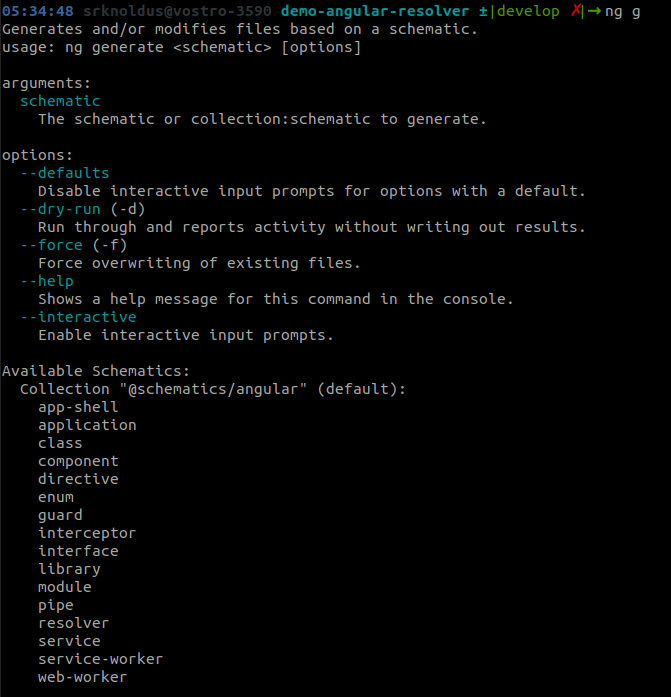 05:34:48 srknoldus@vostro-3590 demo-angular-resolver ±|develop ✗|→ng g
Generates and/or modifies files based on a schematic.
usage: ng generate <schematic> [options]

arguments:
  schematic
    The schematic or collection:schematic to generate.

options:
  --defaults
    Disable interactive input prompts for options with a default.
  --dry-run (-d)
    Run through and reports activity without writing out results.
  --force (-f)
    Force overwriting of existing files.
  --help
    Shows a help message for this command in the console.
  --interactive
    Enable interactive input prompts.

Available Schematics:
  Collection "@schematics/angular" (default):
    app-shell
    application
    class
    component
    directive
    enum
    guard
    interceptor
    interface
    library
    module
    pipe
    resolver
    service
    service-worker
    web-worker